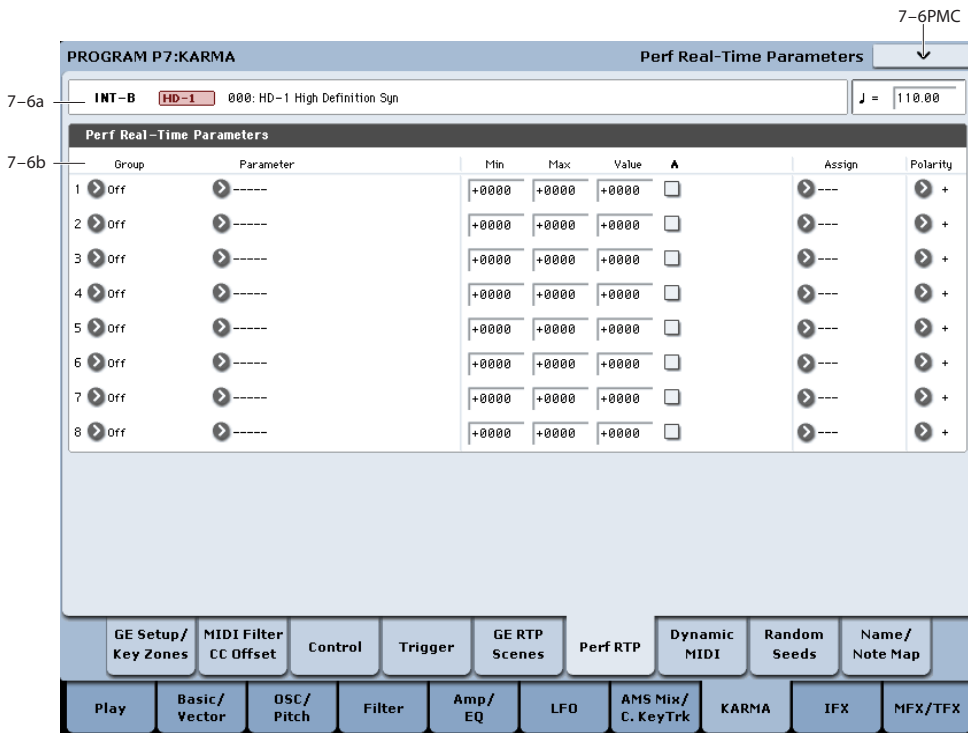 7-6PMC
PROGRAM P7:KARMA Perf Real-Time Parameters
7-6a INT-B HD-1 000: HD-1 High Definition Syn ♩ = 110.00
Perf Real-Time Parameters
7-6b Group Parameter Min Max Value A Assign Polarity
1 Off ----- +0000 +0000 +0000 --- +
2 Off ----- +0000 +0000 +0000 --- +
3 Off ----- +0000 +0000 +0000 --- +
4 Off ----- +0000 +0000 +0000 --- +
5 Off ----- +0000 +0000 +0000 --- +
6 Off ----- +0000 +0000 +0000 --- +
7 Off ----- +0000 +0000 +0000 --- +
8 Off ----- +0000 +0000 +0000 --- +
GE Setup/ Key Zones MIDI Filter CC Offset Control Trigger GE RTP Scenes Perf RTP Dynamic MIDI Random Seeds Name/ Note Map
Play Basic/ Vector OSC/ Pitch Filter Amp/ EQ LFO AMS Mix/ C. KeyTrk KARMA IFX MFX/TFX